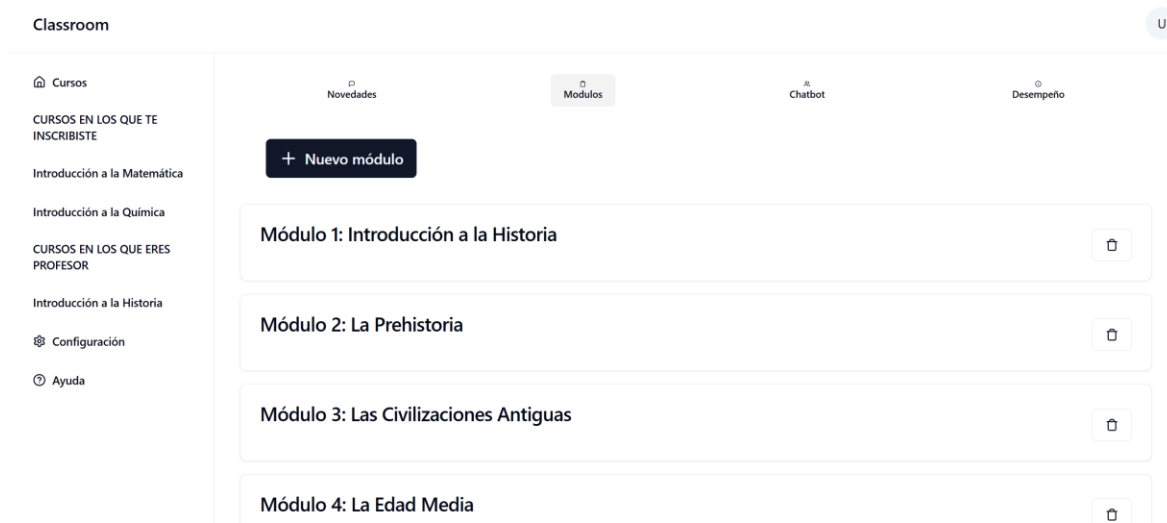 Classroom
U
Cursos
CURSOS EN LOS QUE TE
INSCRIBISTE
Introducción a la Matemática
Introducción a la Química
CURSOS EN LOS QUE ERES
PROFESOR
Introducción a la Historia
Configuración
Ayuda
Novedades
Modulos
Chatbot
Desempeño
+ Nuevo módulo
Módulo 1: Introducción a la Historia
Módulo 2: La Prehistoria
Módulo 3: Las Civilizaciones Antiguas
Módulo 4: La Edad Media